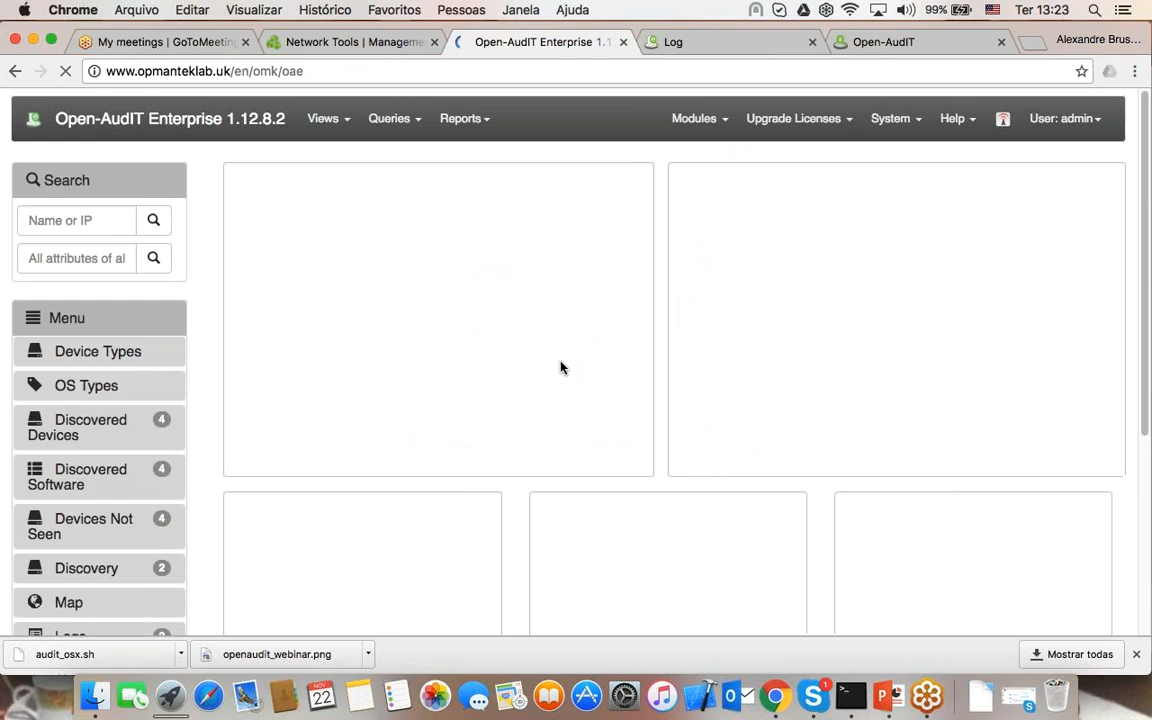 Chrome Arquivo Editar Visualizar Histórico Favoritos Pessoas Janela Ajuda 99% Ter 13:23
My meetings | GoToMeetin Network Tools | Manageme Open-AudIT Enterprise 1.1 Log Open-AudIT Alexandre Brus...
www.opmanteklab.uk/en/omk/oae
Open-AudIT Enterprise 1.12.8.2 Views Queries Reports Modules Upgrade Licenses System Help User: admin
Search
Name or IP
All attributes of al
Menu
Device Types
OS Types
Discovered Devices 4
Discovered Software 4
Devices Not Seen 4
Discovery 2
Map
audit_osx.sh openaudit_webinar.png Mostrar todas
NOV
22
1